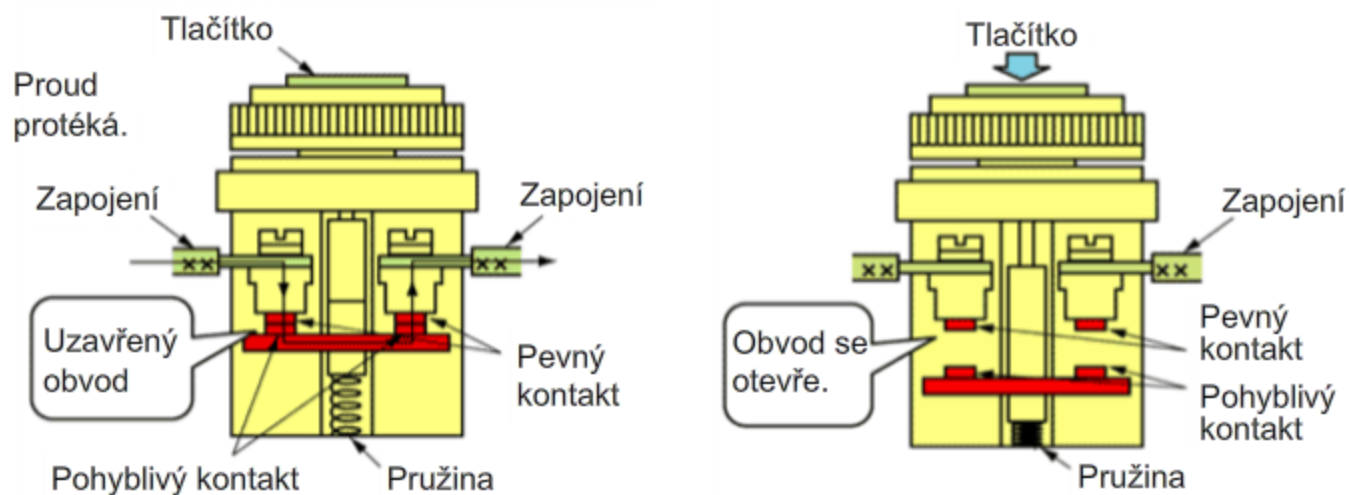 Tlačítko
Proud
protéká.
Zapojení
Zapojení
Uzavřený
obvod
Pevný
kontakt
Pohyblivý kontakt
Pružina
Tlačítko
Zapojení
Obvod se
otevře.
Pevný
kontakt
Pohyblivý
kontakt
Pružina